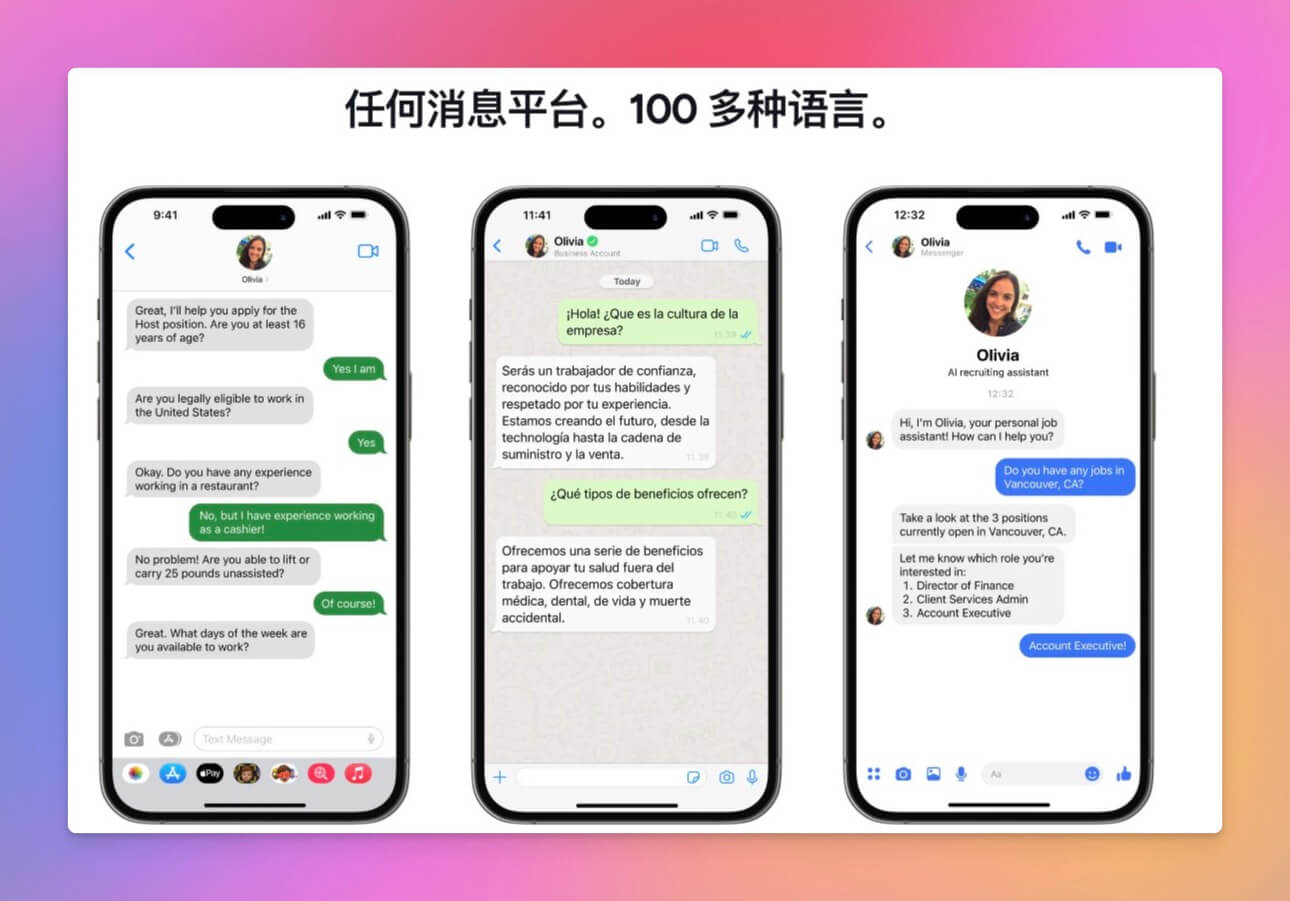 任何消息平台。100 多种语言。
9:41
Olivia
Great, I'll help you apply for the
Host position. Are you at least 16
years of age?
Yes I am
Are you legally eligible to work in
the United States?
Yes
Okay. Do you have any experience
working in a restaurant?
No, but I have experience working
as a cashier!
No problem! Are you able to lift or
carry 25 pounds unassisted?
Of course!
Great. What days of the week are
you available to work?
Text Message
Pay
11:41
Olivia
Business Account
Today
¡Hola! ¿Que es la cultura de la
empresa?
11:39
Serás un trabajador de confianza,
reconocido por tus habilidades y
respetado por tu experiencia.
Estamos creando el futuro, desde la
technología hasta la cadena de
suministro y la venta.
11:39
¿Qué tipos de beneficios ofrecen?
11:40
Ofrecemos una serie de beneficios
para apoyar tu salud fuera del
trabajo. Ofrecemos cobertura
médica, dental, de vida y muerte
accidental.
11:40
12:32
Olivia
Messenger
Olivia
AI recruiting assistant
12:32
Hi, I'm Olivia, your personal job
assistant! How can I help you?
Do you have any jobs in
Vancouver, CA?
Take a look at the 3 positions
currently open in Vancouver, CA.
Let me know which role you're
interested in:
1. Director of Finance
2. Client Services Admin
3. Account Executive
Account Executive!
Aa